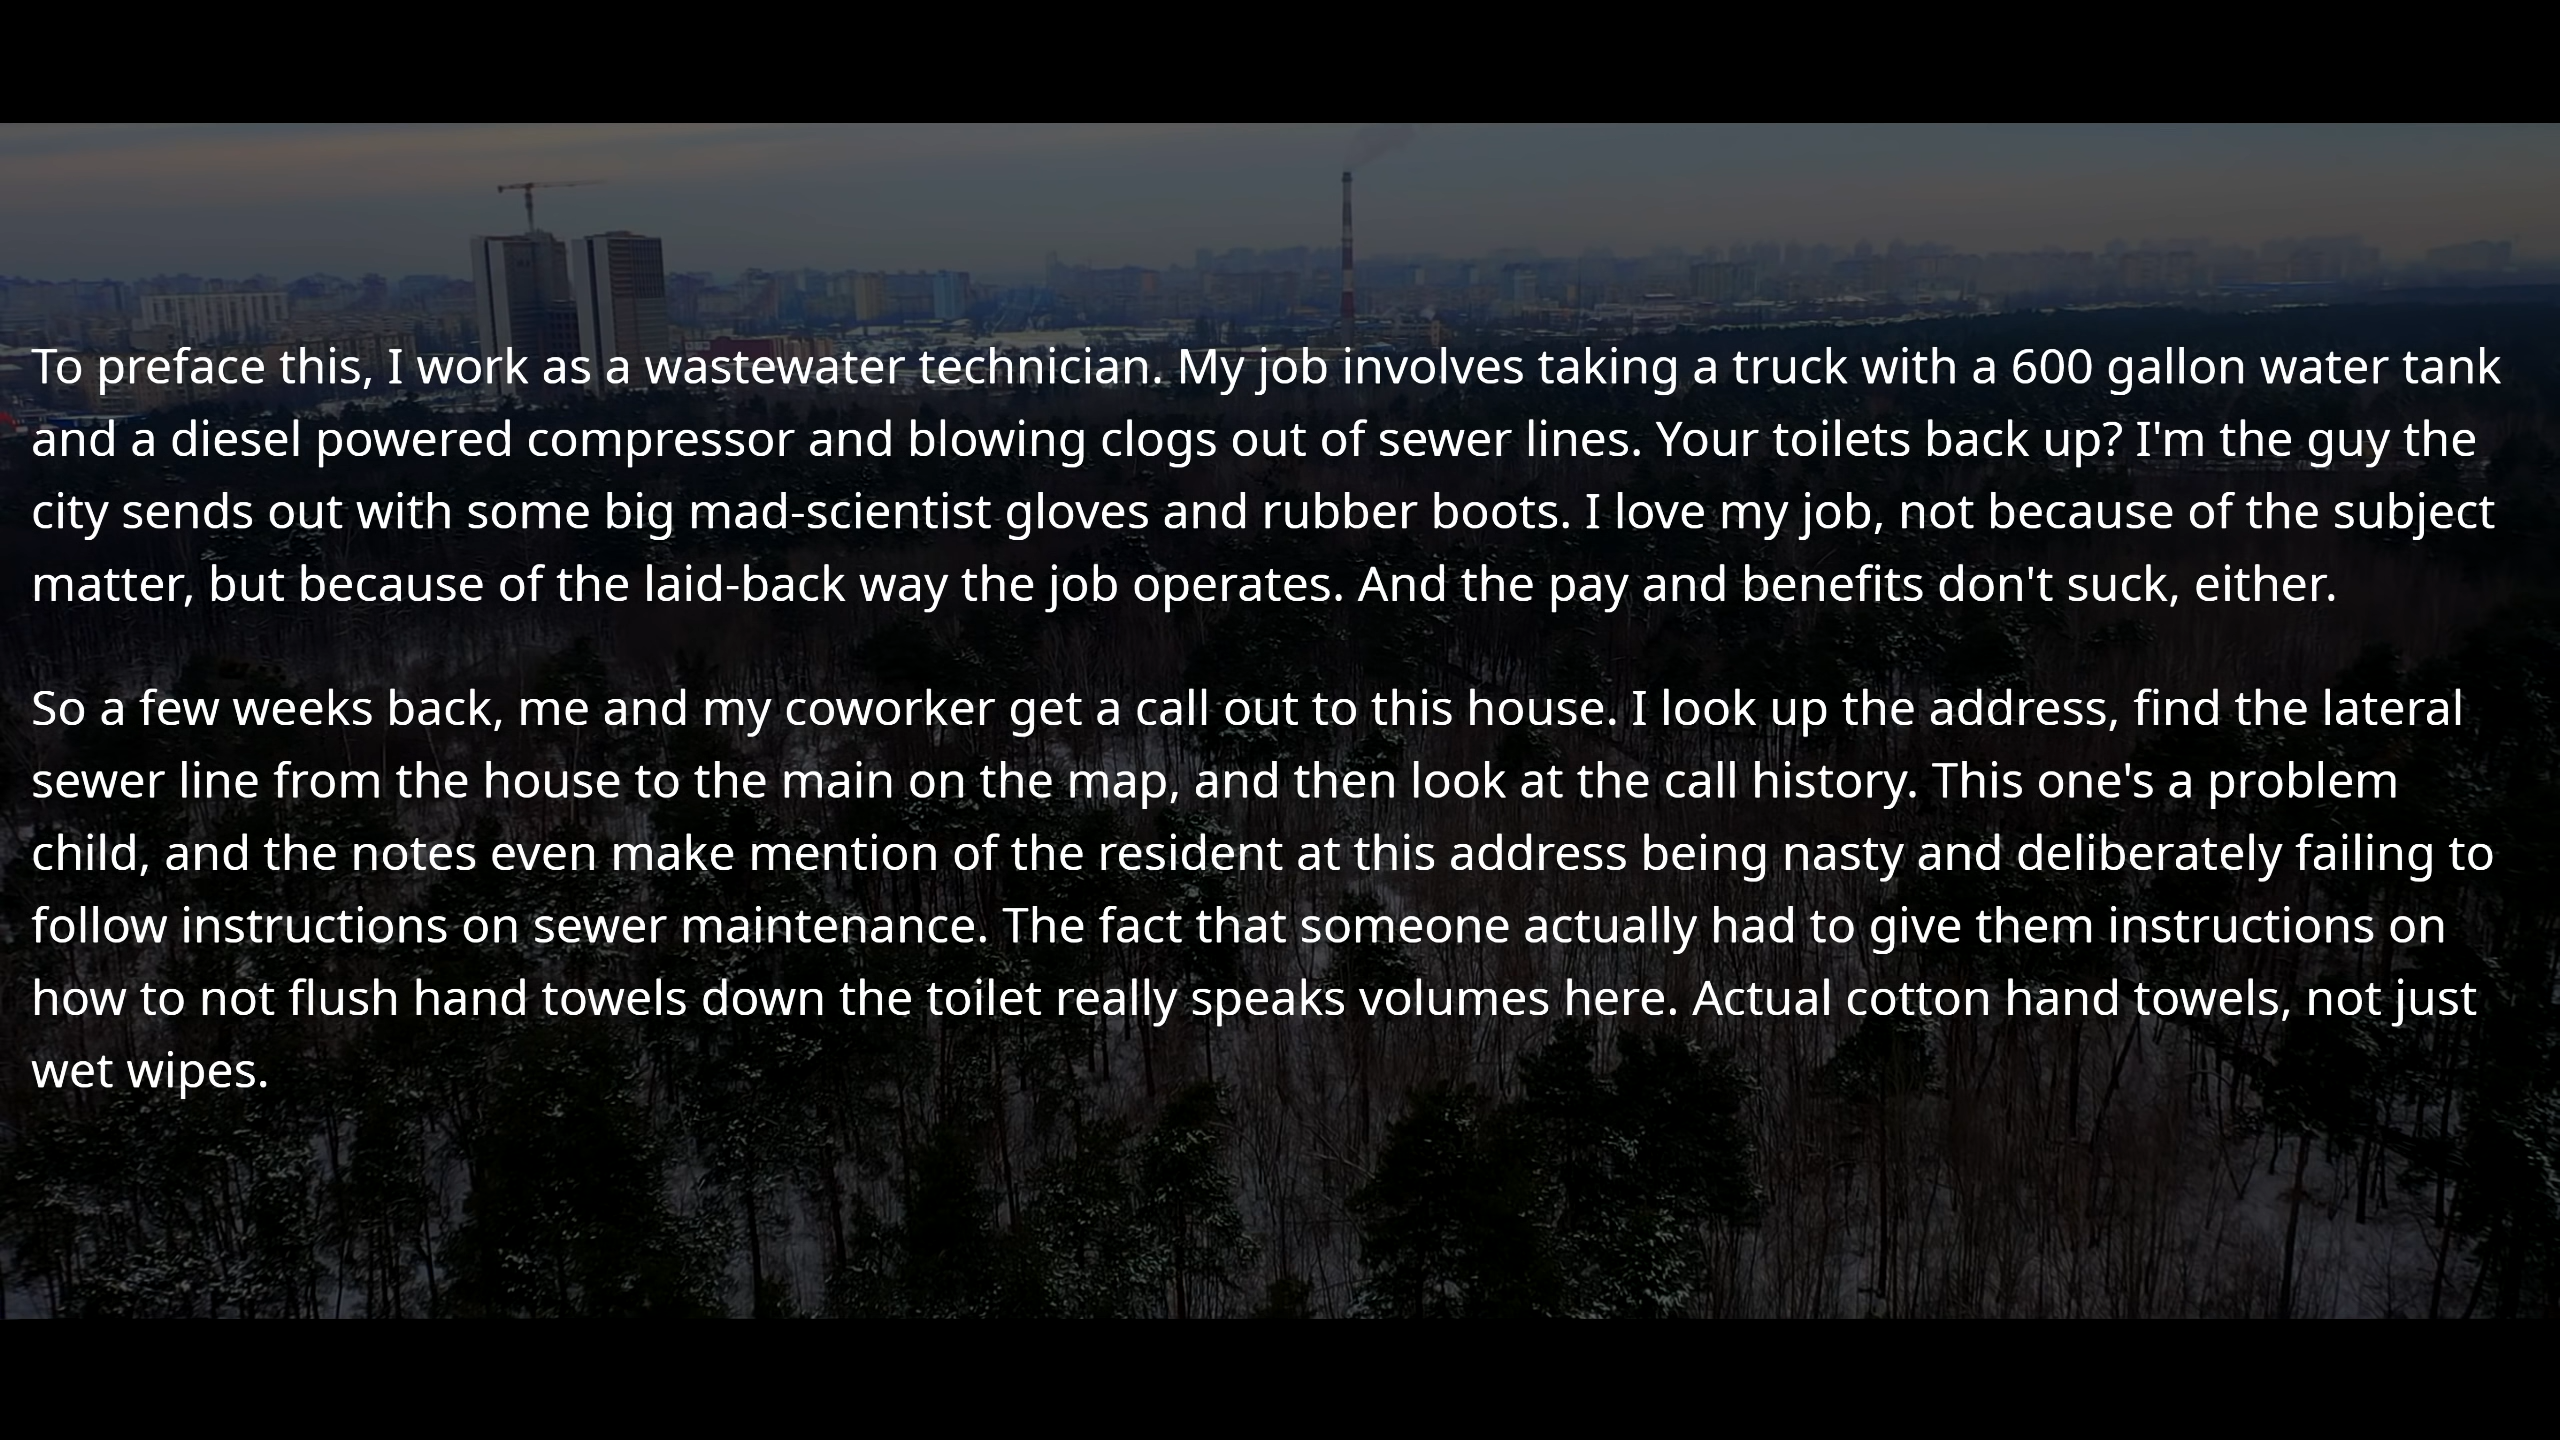 To preface this, I work as a wastewater technician. My job involves taking a truck with a 600 gallon water tank
and a diesel powered compressor and blowing clogs out of sewer lines. Your toilets back up? I'm the guy the
city sends out with some big mad-scientist gloves and rubber boots. I love my job, not because of the subject
matter, but because of the laid-back way the job operates. And the pay and benefits don't suck, either.
So a few weeks back, me and my coworker get a call out to this house. I look up the address, find the lateral
sewer line from the house to the main on the map, and then look at the call history. This one's a problem
child, and the notes even make mention of the resident at this address being nasty and deliberately failing to
follow instructions on sewer maintenance. The fact that someone actually had to give them instructions on
how to not flush hand towels down the toilet really speaks volumes here. Actual cotton hand towels, not just
wet wipes.